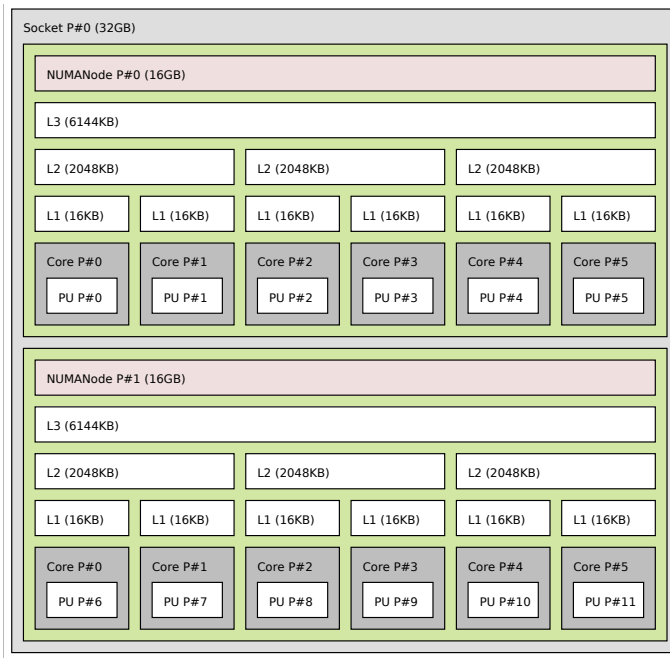 Socket P#0 (32GB)
NUMANode P#0 (16GB)
L3 (6144KB)
L2 (2048KB) L2 (2048KB) L2 (2048KB)
L1 (16KB) L1 (16KB) L1 (16KB) L1 (16KB) L1 (16KB) L1 (16KB)
Core P#0 Core P#1 Core P#2 Core P#3 Core P#4 Core P#5
PU P#0 PU P#1 PU P#2 PU P#3 PU P#4 PU P#5
NUMANode P#1 (16GB)
L3 (6144KB)
L2 (2048KB) L2 (2048KB) L2 (2048KB)
L1 (16KB) L1 (16KB) L1 (16KB) L1 (16KB) L1 (16KB) L1 (16KB)
Core P#0 Core P#1 Core P#2 Core P#3 Core P#4 Core P#5
PU P#6 PU P#7 PU P#8 PU P#9 PU P#10 PU P#11